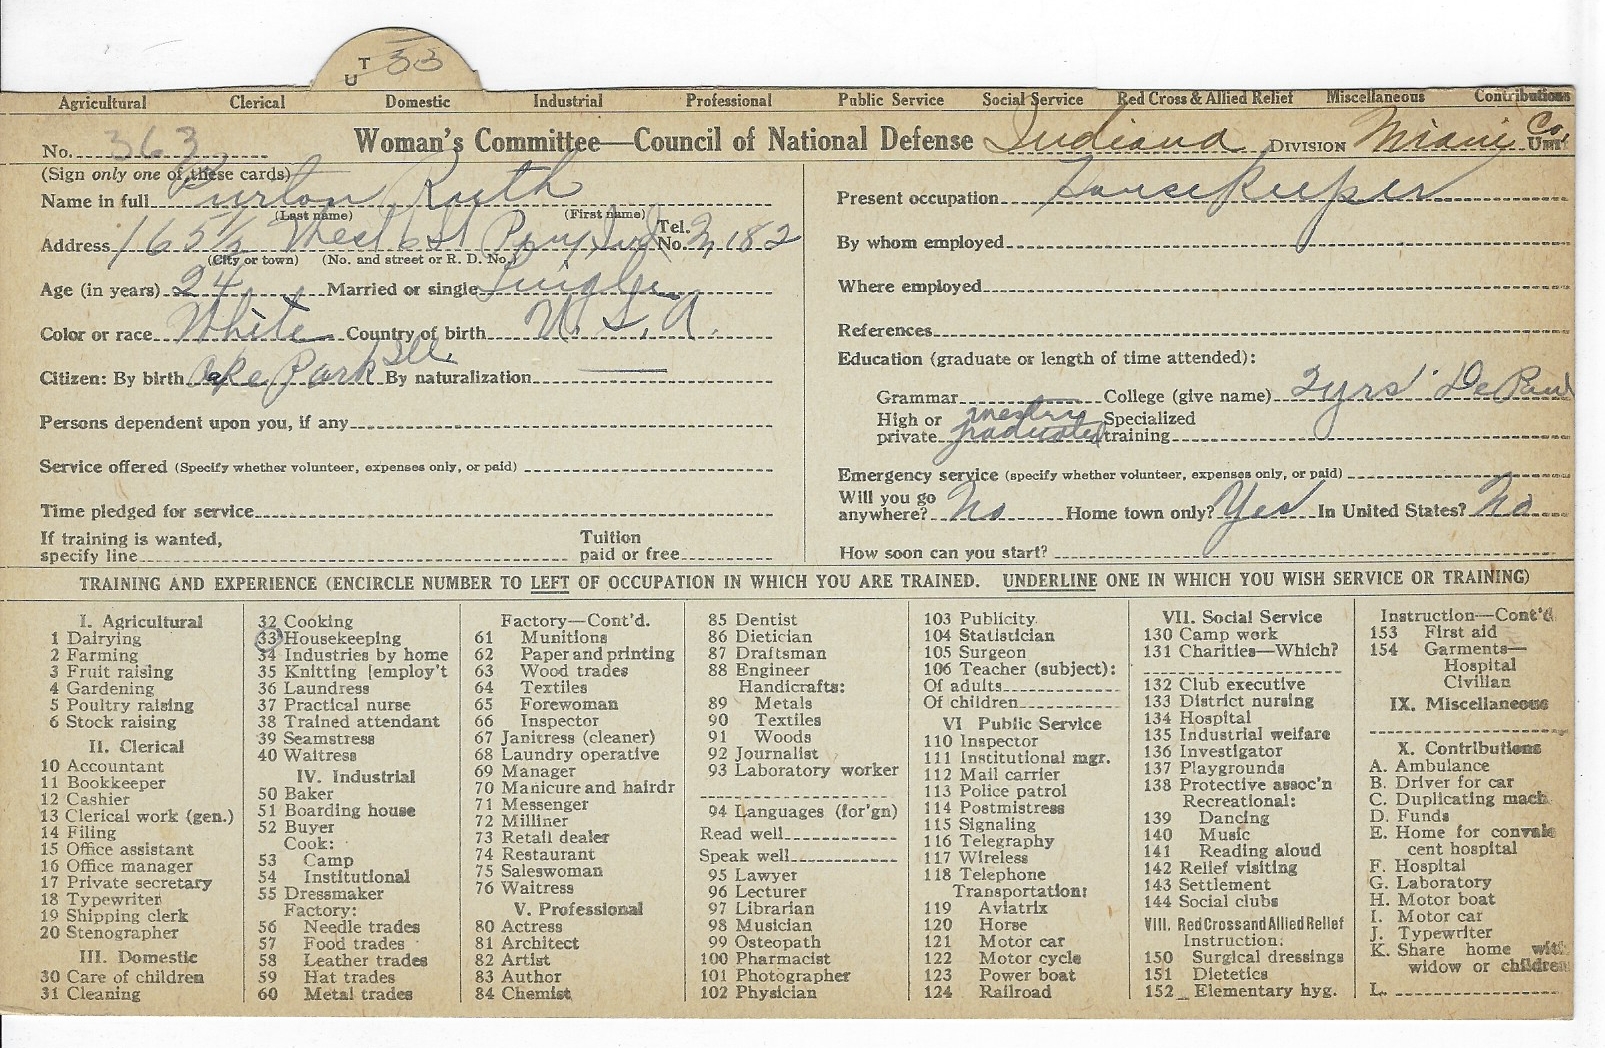 U T 33
Agricultural Clerical Domestic Industrial Professional Public Service Social Service Red Cross & Allied Relief Miscellaneous Contributions
No. 363 Woman's Committee—Council of National Defense Indiana DIVISION Miami Co. UNIT
(Sign only one of these cards)
Name in full Purton Ruth
(Last name) (First name)
Address 165½ West 6 St Peru, Ind Tel. No. 182
(City or town) (No. and street or R. D. No.)
Age (in years) 24 Married or single Single
Color or race White Country of birth U. S. A.
Citizen: By birth Oake Park Ill. By naturalization —
Persons dependent upon you, if any
Service offered (Specify whether volunteer, expenses only, or paid)
Time pledged for service
If training is wanted,
specify line
Tuition
paid or free
Present occupation Housekeeper
By whom employed
Where employed
References
Education (graduate or length of time attended):
Grammar College (give name) 2 yrs' De Pauw
High or private graduated Specialized training
Emergency service (specify whether volunteer, expenses only, or paid)
Will you go anywhere? No Home town only? Yes In United States? No
How soon can you start?
TRAINING AND EXPERIENCE (ENCIRCLE NUMBER TO LEFT OF OCCUPATION IN WHICH YOU ARE TRAINED. UNDERLINE ONE IN WHICH YOU WISH SERVICE OR TRAINING)
I. Agricultural
1 Dairying
2 Farming
3 Fruit raising
4 Gardening
5 Poultry raising
6 Stock raising
II. Clerical
10 Accountant
11 Bookkeeper
12 Cashier
13 Clerical work (gen.)
14 Filing
15 Office assistant
16 Office manager
17 Private secretary
18 Typewriter
19 Shipping clerk
20 Stenographer
III. Domestic
30 Care of children
31 Cleaning
32 Cooking
33 Housekeeping
34 Industries by home
35 Knitting [employ't
36 Laundress
37 Practical nurse
38 Trained attendant
39 Seamstress
40 Waitress
IV. Industrial
50 Baker
51 Boarding house
52 Buyer
Cook:
53 Camp
54 Institutional
55 Dressmaker
Factory:
56 Needle trades
57 Food trades
58 Leather trades
59 Hat trades
60 Metal trades
Factory—Cont'd.
61 Munitions
62 Paper and printing
63 Wood trades
64 Textiles
65 Forewoman
66 Inspector
67 Janitress (cleaner)
68 Laundry operative
69 Manager
70 Manicure and hairdr
71 Messenger
72 Milliner
73 Retail dealer
74 Restaurant
75 Saleswoman
76 Waitress
V. Professional
80 Actress
81 Architect
82 Artist
83 Author
84 Chemist
85 Dentist
86 Dietician
87 Draftsman
88 Engineer
Handicrafts:
89 Metals
90 Textiles
91 Woods
92 Journalist
93 Laboratory worker
94 Languages (for'gn)
Read well
Speak well
95 Lawyer
96 Lecturer
97 Librarian
98 Musician
99 Osteopath
100 Pharmacist
101 Photographer
102 Physician
103 Publicity
104 Statistician
105 Surgeon
106 Teacher (subject):
Of adults
Of children
VI Public Service
110 Inspector
111 Institutional mgr.
112 Mail carrier
113 Police patrol
114 Postmistress
115 Signaling
116 Telegraphy
117 Wireless
118 Telephone
Transportation:
119 Aviatrix
120 Horse
121 Motor car
122 Motor cycle
123 Power boat
124 Railroad
VII. Social Service
130 Camp work
131 Charities—Which?
132 Club executive
133 District nursing
134 Hospital
135 Industrial welfare
136 Investigator
137 Playgrounds
138 Protective assoc'n
Recreational:
139 Dancing
140 Music
141 Reading aloud
142 Relief visiting
143 Settlement
144 Social clubs
VIII. Red Cross and Allied Relief
Instruction:
150 Surgical dressings
151 Dietetics
152 Elementary hyg.
Instruction—Cont'd
153 First aid
154 Garments—
Hospital
Civilian
IX. Miscellaneous
X. Contributions
A. Ambulance
B. Driver for car
C. Duplicating mach
D. Funds
E. Home for convales
cent hospital
F. Hospital
G. Laboratory
H. Motor boat
I. Motor car
J. Typewriter
K. Share home with
widow or children
L.